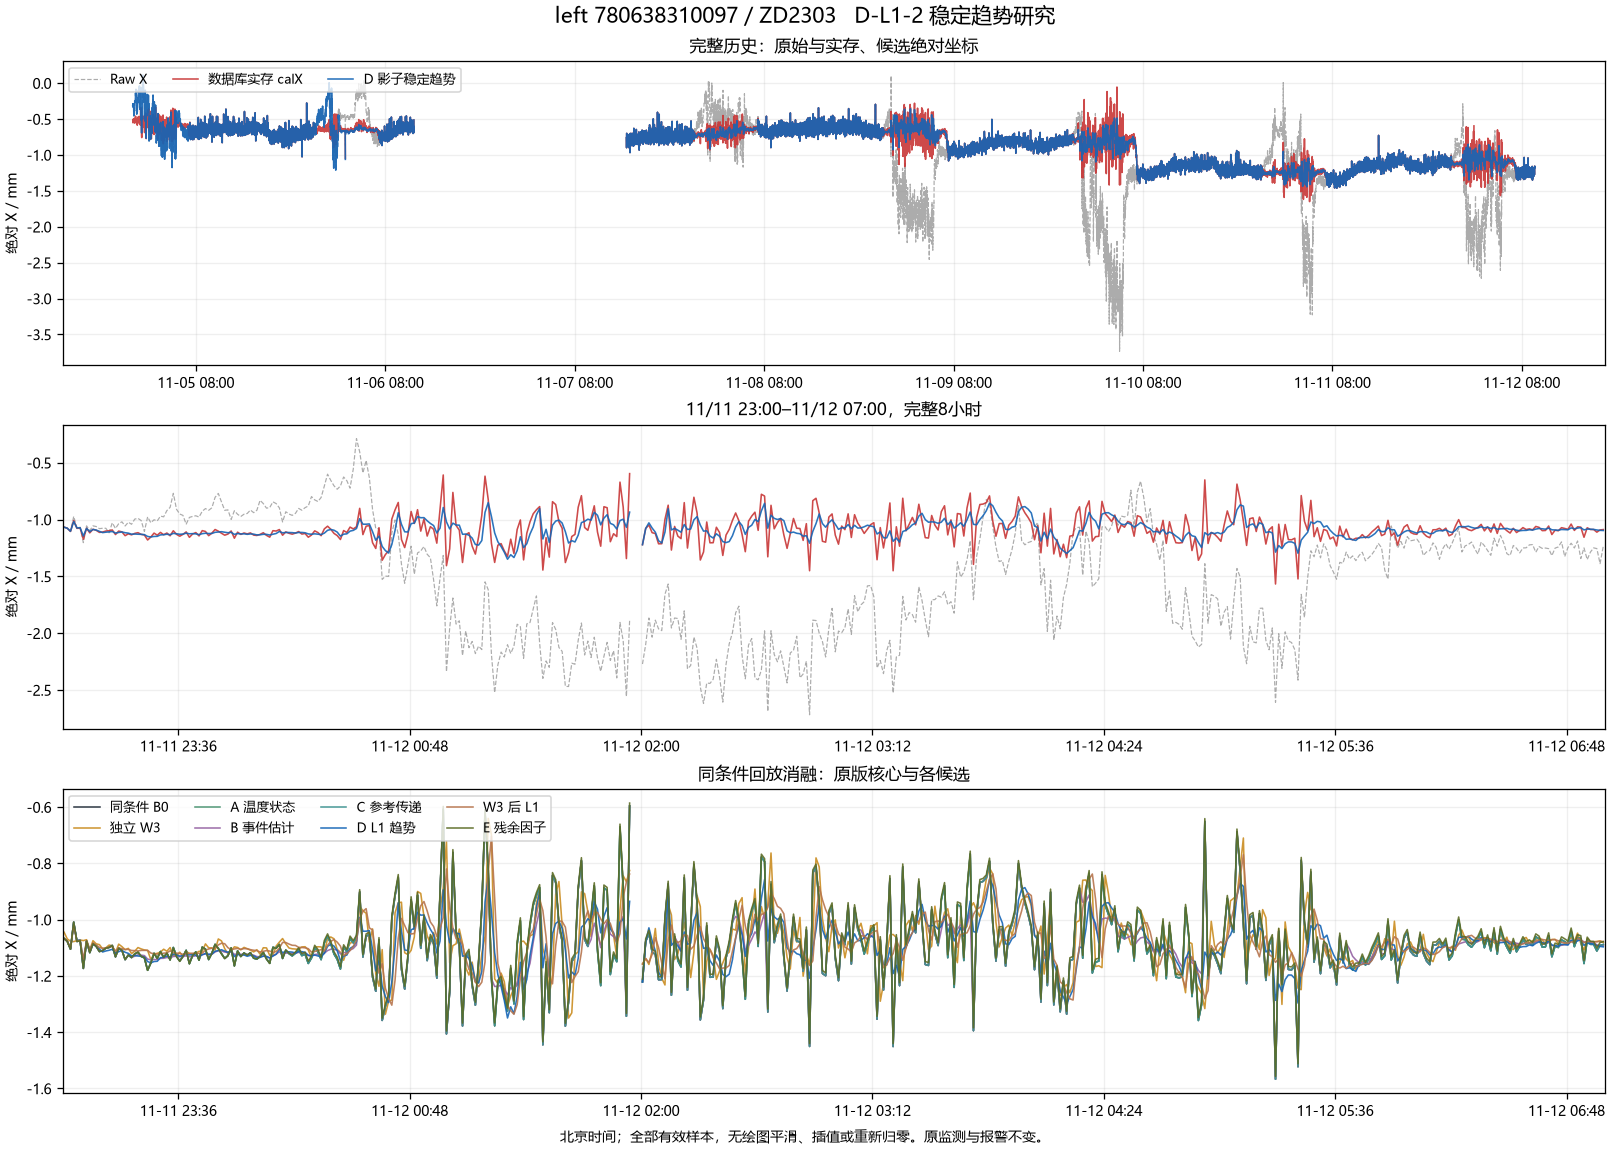 left 780638310097 / ZD2303   D-L1-2 稳定趋势研究
完整历史：原始与实存、候选绝对坐标
Raw X
数据库实存 calX
D 影子稳定趋势
绝对 X / mm
0.0
-0.5
-1.0
-1.5
-2.0
-2.5
-3.0
-3.5
11-05 08:00
11-06 08:00
11-07 08:00
11-08 08:00
11-09 08:00
11-10 08:00
11-11 08:00
11-12 08:00
11/11 23:00–11/12 07:00，完整8小时
绝对 X / mm
-0.5
-1.0
-1.5
-2.0
-2.5
11-11 23:36
11-12 00:48
11-12 02:00
11-12 03:12
11-12 04:24
11-12 05:36
11-12 06:48
同条件回放消融：原版核心与各候选
同条件 B0
独立 W3
A 温度状态
B 事件估计
C 参考传递
D L1 趋势
W3 后 L1
E 残余因子
绝对 X / mm
-0.6
-0.8
-1.0
-1.2
-1.4
-1.6
11-11 23:36
11-12 00:48
11-12 02:00
11-12 03:12
11-12 04:24
11-12 05:36
11-12 06:48
北京时间；全部有效样本，无绘图平滑、插值或重新归零。原监测与报警不变。